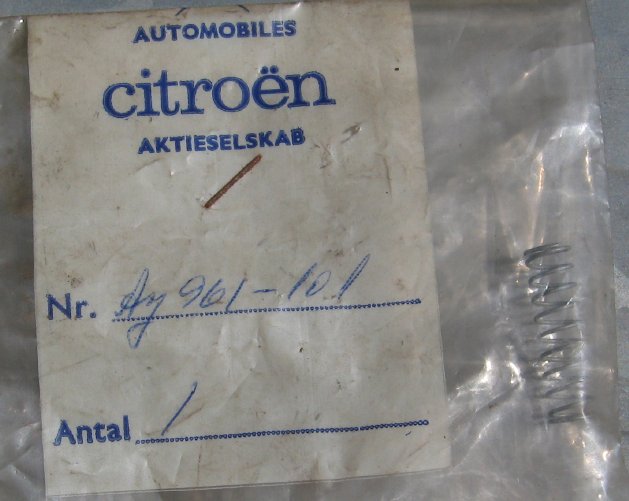 AUTOMOBILES
citroën
AKTIESELSKAB
Nr. Ay 961-101
Antal 1